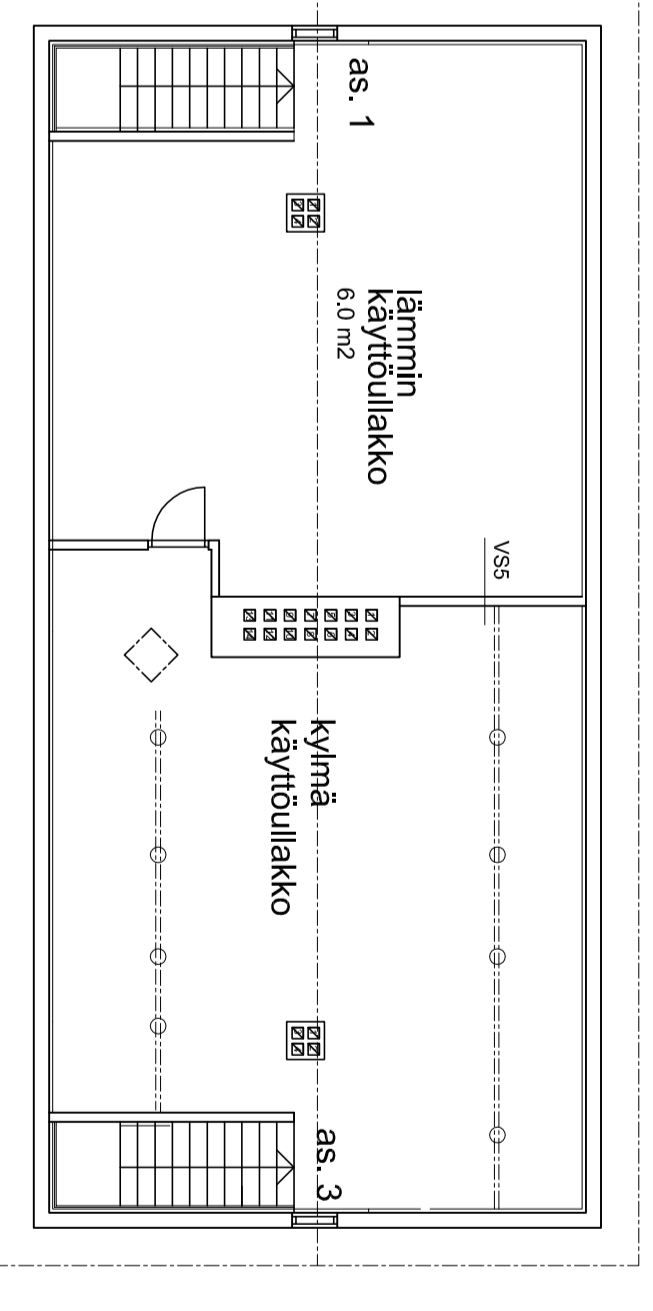 as. 1
lämmin
käyttöullakko
6.0 m2
VS5
kylmä
käyttöullakko
as. 3